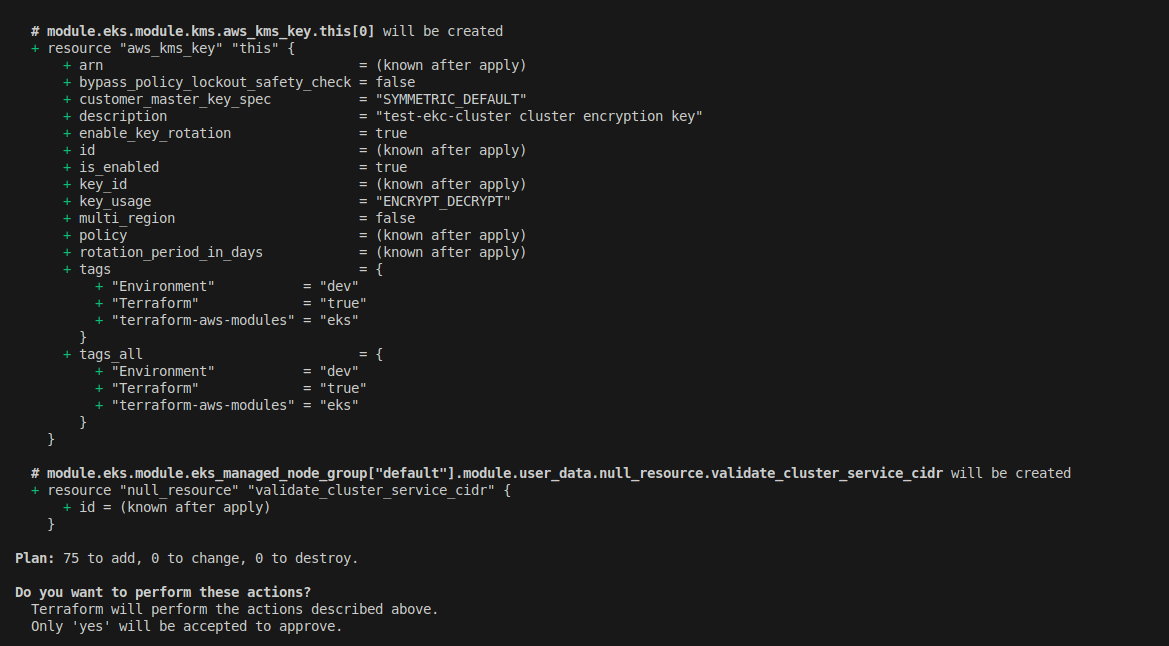 # module.eks.module.kms.aws_kms_key.this[0] will be created
+ resource "aws_kms_key" "this" {
+ arn = (known after apply)
+ bypass_policy_lockout_safety_check = false
+ customer_master_key_spec = "SYMMETRIC_DEFAULT"
+ description = "test-ekc-cluster cluster encryption key"
+ enable_key_rotation = true
+ id = (known after apply)
+ is_enabled = true
+ key_id = (known after apply)
+ key_usage = "ENCRYPT_DECRYPT"
+ multi_region = false
+ policy = (known after apply)
+ rotation_period_in_days = (known after apply)
+ tags = {
+ "Environment" = "dev"
+ "Terraform" = "true"
+ "terraform-aws-modules" = "eks"
}
+ tags_all = {
+ "Environment" = "dev"
+ "Terraform" = "true"
+ "terraform-aws-modules" = "eks"
}
}
# module.eks.module.eks_managed_node_group["default"].module.user_data.null_resource.validate_cluster_service_cidr will be created
+ resource "null_resource" "validate_cluster_service_cidr" {
+ id = (known after apply)
}
Plan: 75 to add, 0 to change, 0 to destroy.
Do you want to perform these actions?
Terraform will perform the actions described above.
Only 'yes' will be accepted to approve.